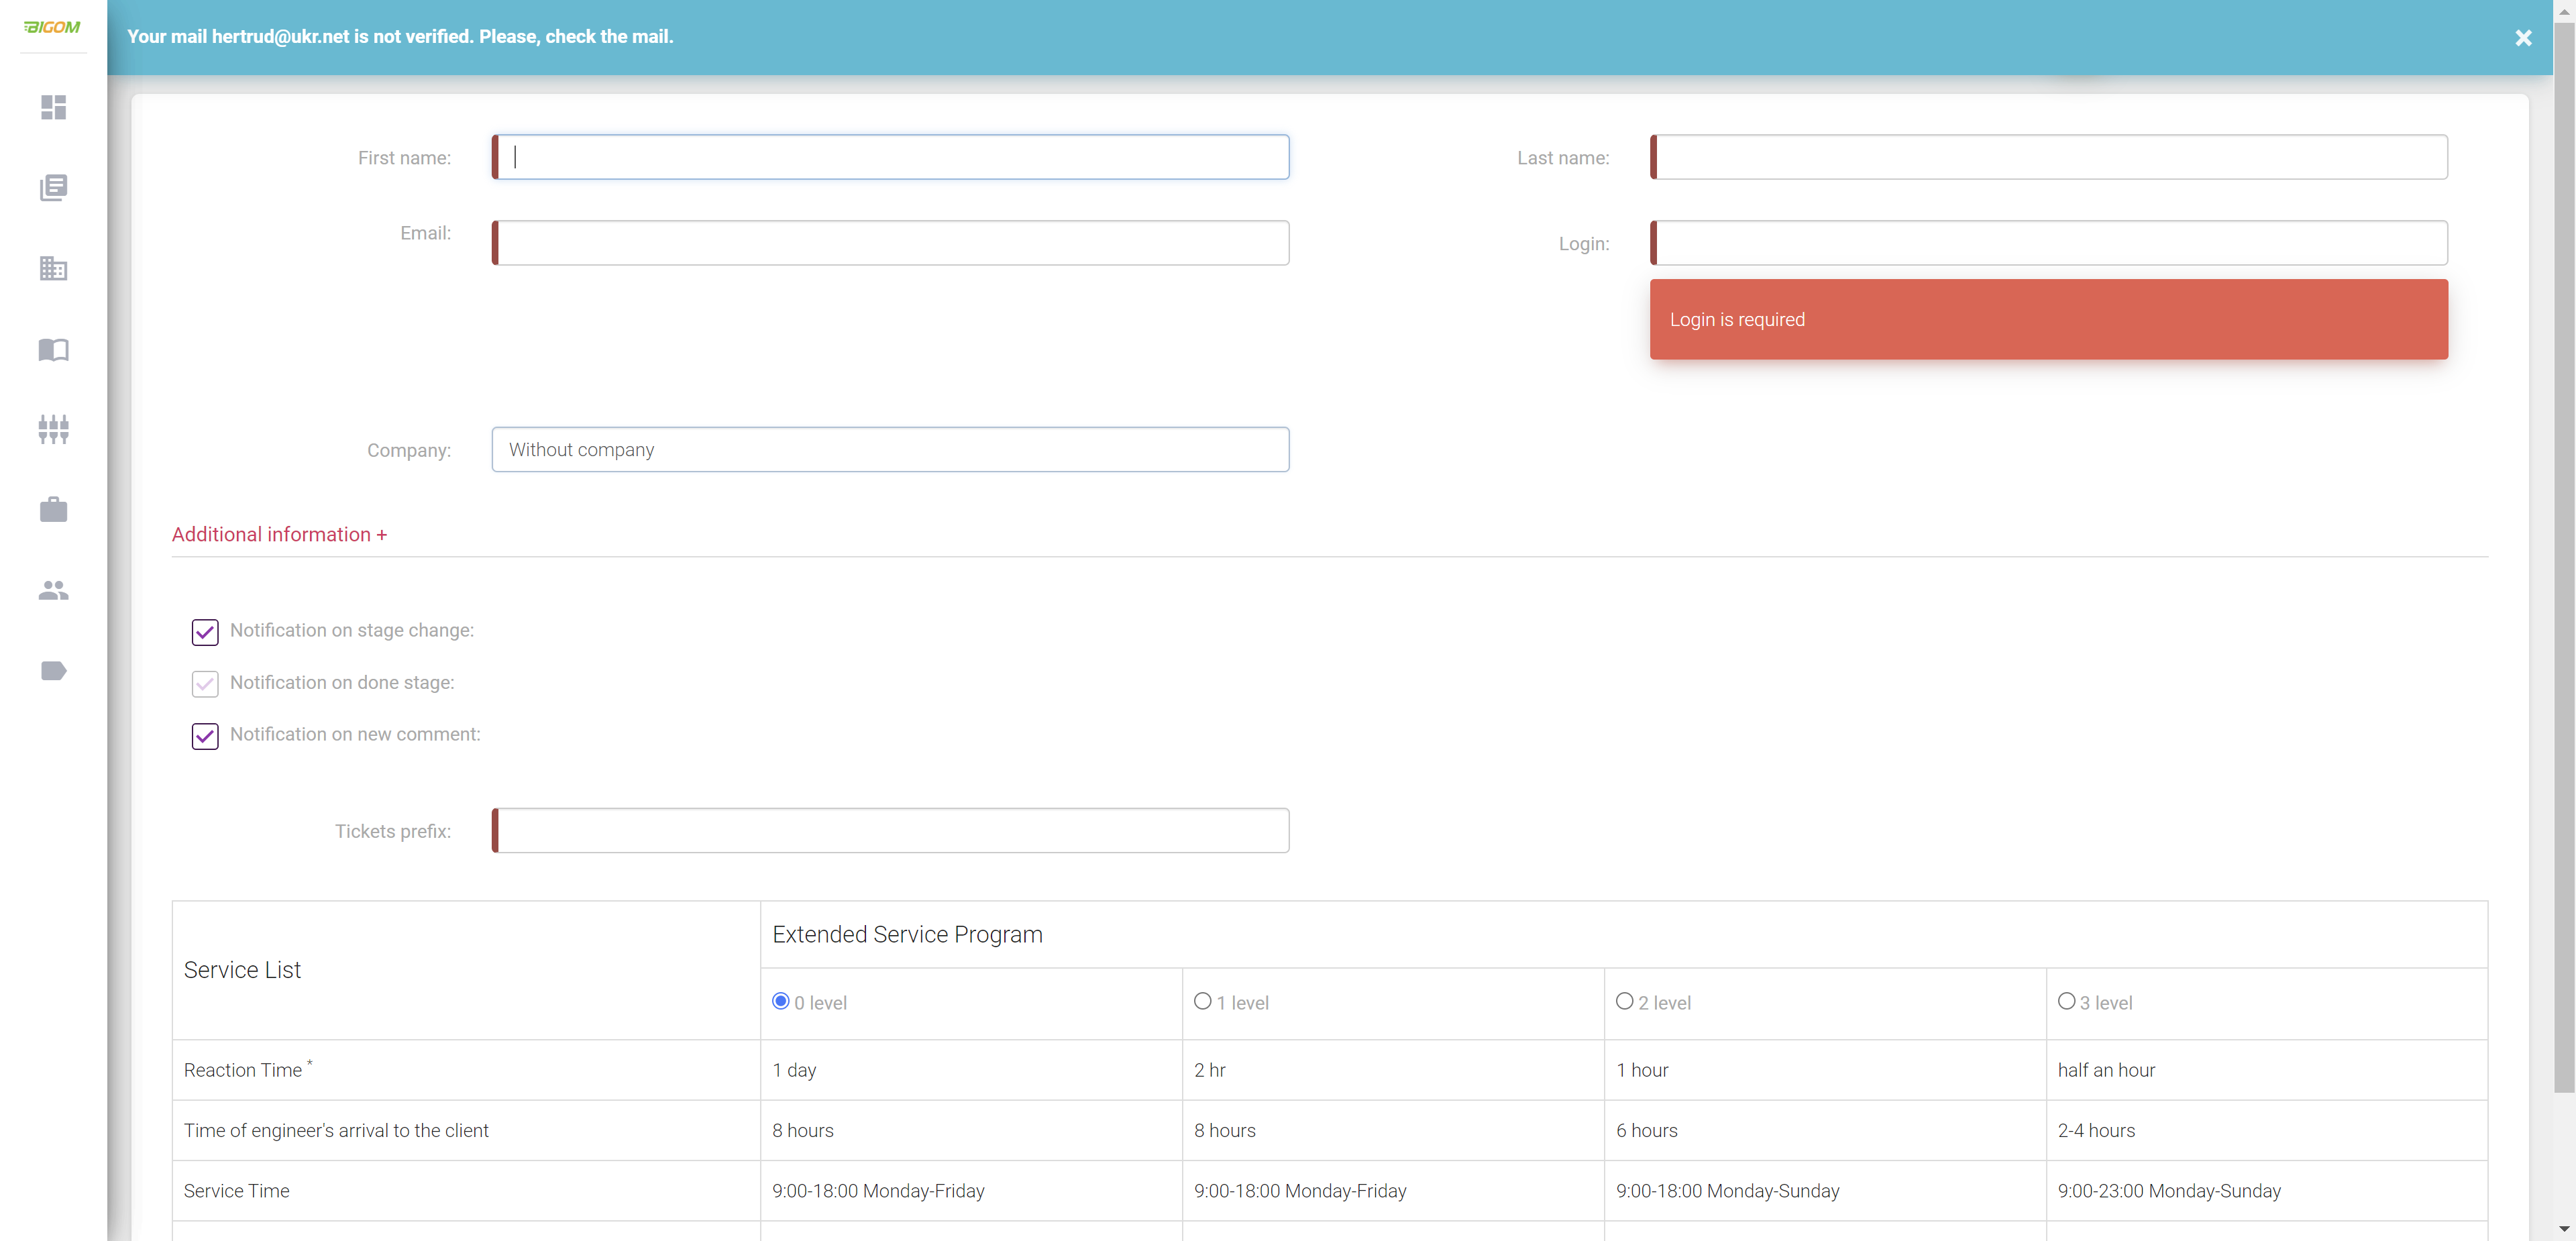 BIGOM
Your mail hertrud@ukr.net is not verified. Please, check the mail.
First name:
Last name:
Email:
Login:
Login is required
Company:
Without company
Additional information +
Notification on stage change:
Notification on done stage:
Notification on new comment:
Tickets prefix:
Service List
Extended Service Program
0 level
1 level
2 level
3 level
Reaction Time *
1 day
2 hr
1 hour
half an hour
Time of engineer's arrival to the client
8 hours
8 hours
6 hours
2-4 hours
Service Time
9:00-18:00 Monday-Friday
9:00-18:00 Monday-Friday
9:00-18:00 Monday-Sunday
9:00-23:00 Monday-Sunday